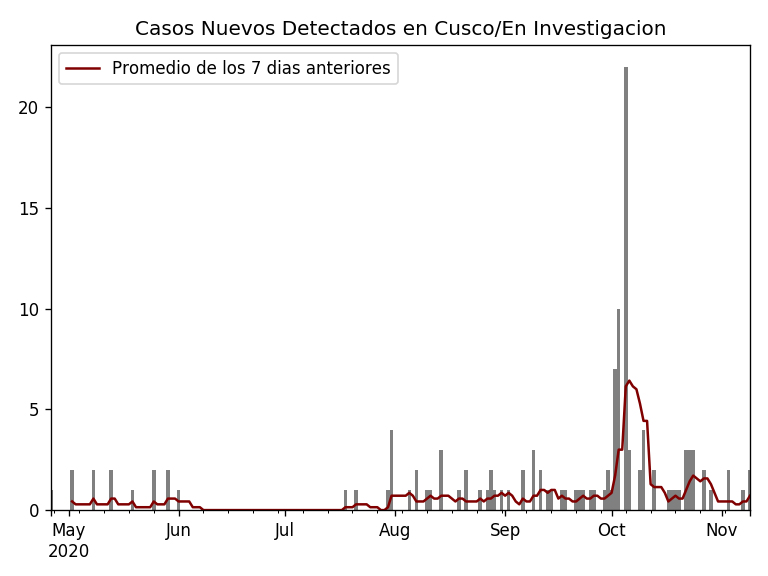 Casos Nuevos Detectados en Cusco/En Investigacion
Promedio de los 7 dias anteriores
20
15
10
5
0
May Jun Jul Aug Sep Oct Nov
2020